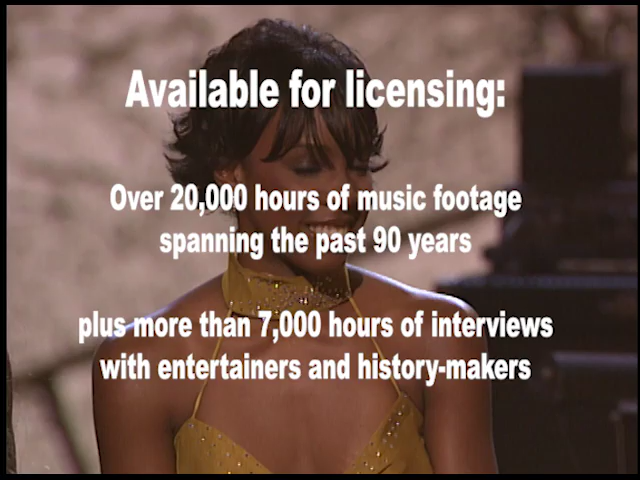 Available for licensing:
Over 20,000 hours of music footage
spanning the past 90 years
plus more than 7,000 hours of interviews
with entertainers and history-makers